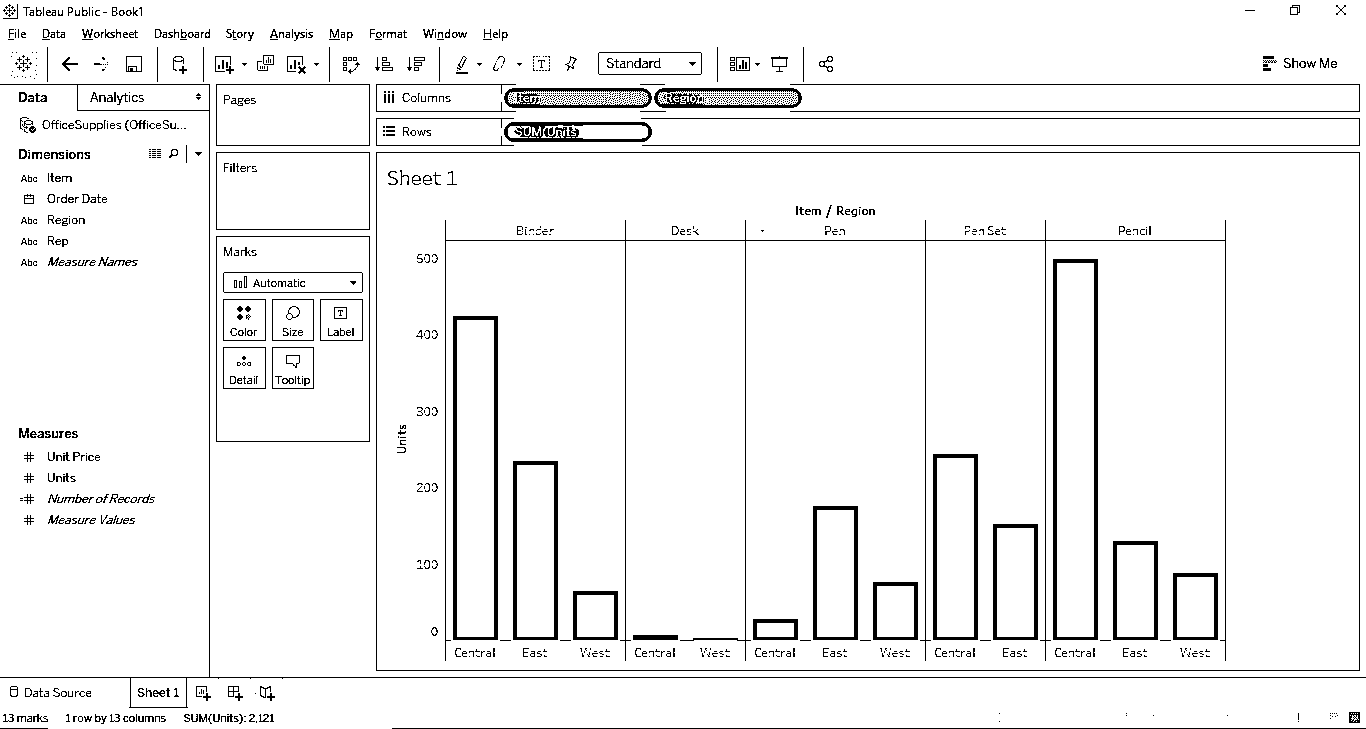 Tableau Public - Book1
File Data Worksheet Dashboard Story Analysis Map Format Window Help
Standard
Show Me
Data Analytics
OfficeSupplies (OfficeSu...
Dimensions
Abc Item
Order Date
Abc Region
Abc Rep
Abc Measure Names
Measures
# Unit Price
# Units
=# Number of Records
# Measure Values
Pages
Filters
Marks
Automatic
Color Size Label
Detail Tooltip
Columns Item Region
Rows SUM(Units
Sheet 1
Item / Region
Binder Desk Pen Pen Set Pencil
500
400
300
200
100
0
Units
Central East West Central West Central East West Central East Central East West
Data Source Sheet 1
13 marks 1 row by 13 columns SUM(Units): 2,121